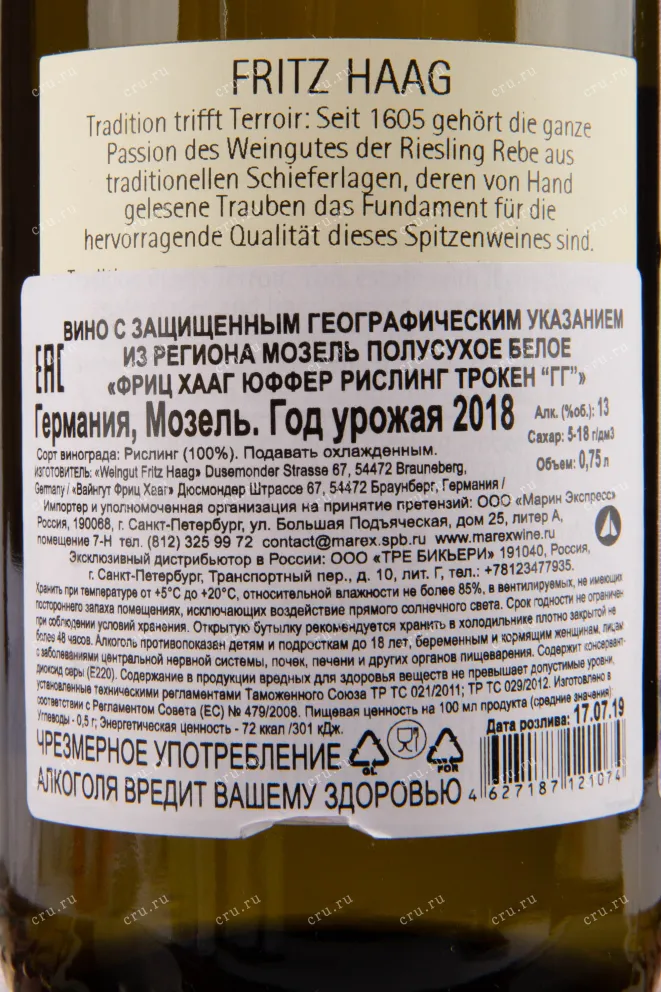 FRITZ HAAG
Tradition trifft Terroir: Seit 1605 gehört die ganze
Passion des Weingutes der Riesling Rebe aus
traditionellen Schieferlagen, deren von Hand
gelesene Trauben das Fundament für die
hervorragende Qualität dieses Spitzenweines sind.
ВИНО С ЗАЩИЩЕННЫМ ГЕОГРАФИЧЕСКИМ УКАЗАНИЕМ
ИЗ РЕГИОНА МОЗЕЛЬ ПОЛУСУХОЕ БЕЛОЕ
«ФРИЦ ХААГ ЮФФЕР РИСЛИНГ ТРОКЕН “ГГ”»
EAC
Германия, Мозель. Год урожая 2018
Алк. (%об.): 13
Сахар: 5-18 г/дм3
Объем: 0,75 л
Сорт винограда: Рислинг (100%). Подавать охлажденным.
Изготовитель: «Weingut Fritz Haag» Dusemonder Strasse 67, 54472 Brauneberg,
Germany / «Вайнгут Фриц Хааг» Дюсмондер Штрассе 67, 54472 Браунберг, Германия /
Импортер и уполномоченная организация на принятие претензий: ООО «Марин Экспресс»
Россия, 190068, г. Санкт-Петербург, ул. Большая Подъяческая, дом 25, литер А,
помещение 7-Н тел. (812) 325 99 72 contact@marex.spb.ru www.marexwine.ru
Эксклюзивный дистрибьютор в России: ООО «ТРЕ БИКЬЕРИ» 191040, Россия,
г. Санкт-Петербург, Транспортный пер., д. 10, лит. Г, тел.: +78123477935.
Хранить при температуре от +5°С до +20°С, относительной влажности не более 85%, в вентилируемых, не имеющих
постороннего запаха помещениях, исключающих воздействие прямого солнечного света. Срок годности не ограничен
при соблюдении условий хранения. Открытую бутылку рекомендуется хранить в холодильнике плотно закрытой не
более 48 часов. Алкоголь противопоказан детям и подросткам до 18 лет, беременным и кормящим женщинам, лицам
с заболеваниями центральной нервной системы, почек, печени и других органов пищеварения. Содержит консервант-
диоксид серы (Е220). Содержание в продукции вредных для здоровья веществ не превышает допустимые уровни,
установленные техническими регламентами Таможенного Союза ТР ТС 021/2011; ТР ТС 029/2012. Изготовлено в
соответствии с Регламентом Совета (ЕС) № 479/2008. Пищевая ценность на 100 мл продукта (средние значения):
Углеводы - 0,5 г; Энергетическая ценность - 72 ккал /301 кДж.
Дата розлива: 17.07.19
ЧРЕЗМЕРНОЕ УПОТРЕБЛЕНИЕ
АЛКОГОЛЯ ВРЕДИТ ВАШЕМУ ЗДОРОВЬЮ
GL
FOR
4 627187 121074